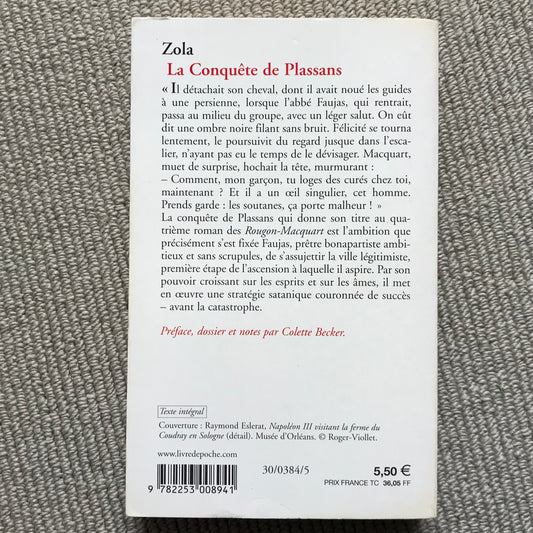 Zola
La Conquête de Plassans
« Il détachait son cheval, dont il avait noué les guides
à une persienne, lorsque l'abbé Faujas, qui rentrait,
passa au milieu du groupe, avec un léger salut. On eût
dit une ombre noire filant sans bruit. Félicité se tourna
lentement, le poursuivit du regard jusque dans l'esca-
lier, n'ayant pas eu le temps de le dévisager. Macquart,
muet de surprise, hochait la tête, murmurant :
– Comment, mon garçon, tu loges des curés chez toi,
maintenant ? Et il a un œil singulier, cet homme.
Prends garde : les soutanes, ça porte malheur ! »
La conquête de Plassans qui donne son titre au qua-
trième roman des Rougon-Macquart est l'ambition que
précisément s'est fixée Faujas, prêtre bonapartiste ambi-
tieux et sans scrupules, de s'assujettir la ville légitimiste,
première étape de l'ascension à laquelle il aspire. Par son
pouvoir croissant sur les esprits et sur les âmes, il met
en œuvre une stratégie satanique couronnée de succès
– avant la catastrophe.
Préface, dossier et notes par Colette Becker.
Texte intégral
Couverture : Raymond Eslerat, Napoléon III visitant la ferme du
Coudray en Sologne (détail). Musée d'Orléans. © Roger-Viollet.
www.livredepoche.com
30/0384/5
5,50 €
PRIX FRANCE TC 36,05 FF
9 782253 008941